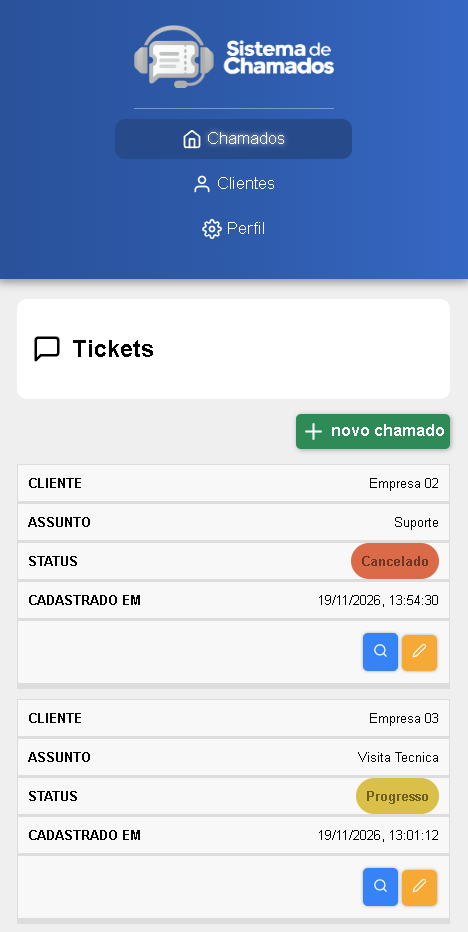 Sistema de
Chamados
Chamados
Clientes
Perfil
Tickets
novo chamado
CLIENTE Empresa 02
ASSUNTO Suporte
STATUS Cancelado
CADASTRADO EM 19/11/2026, 13:54:30
CLIENTE Empresa 03
ASSUNTO Visita Tecnica
STATUS Progresso
CADASTRADO EM 19/11/2026, 13:01:12